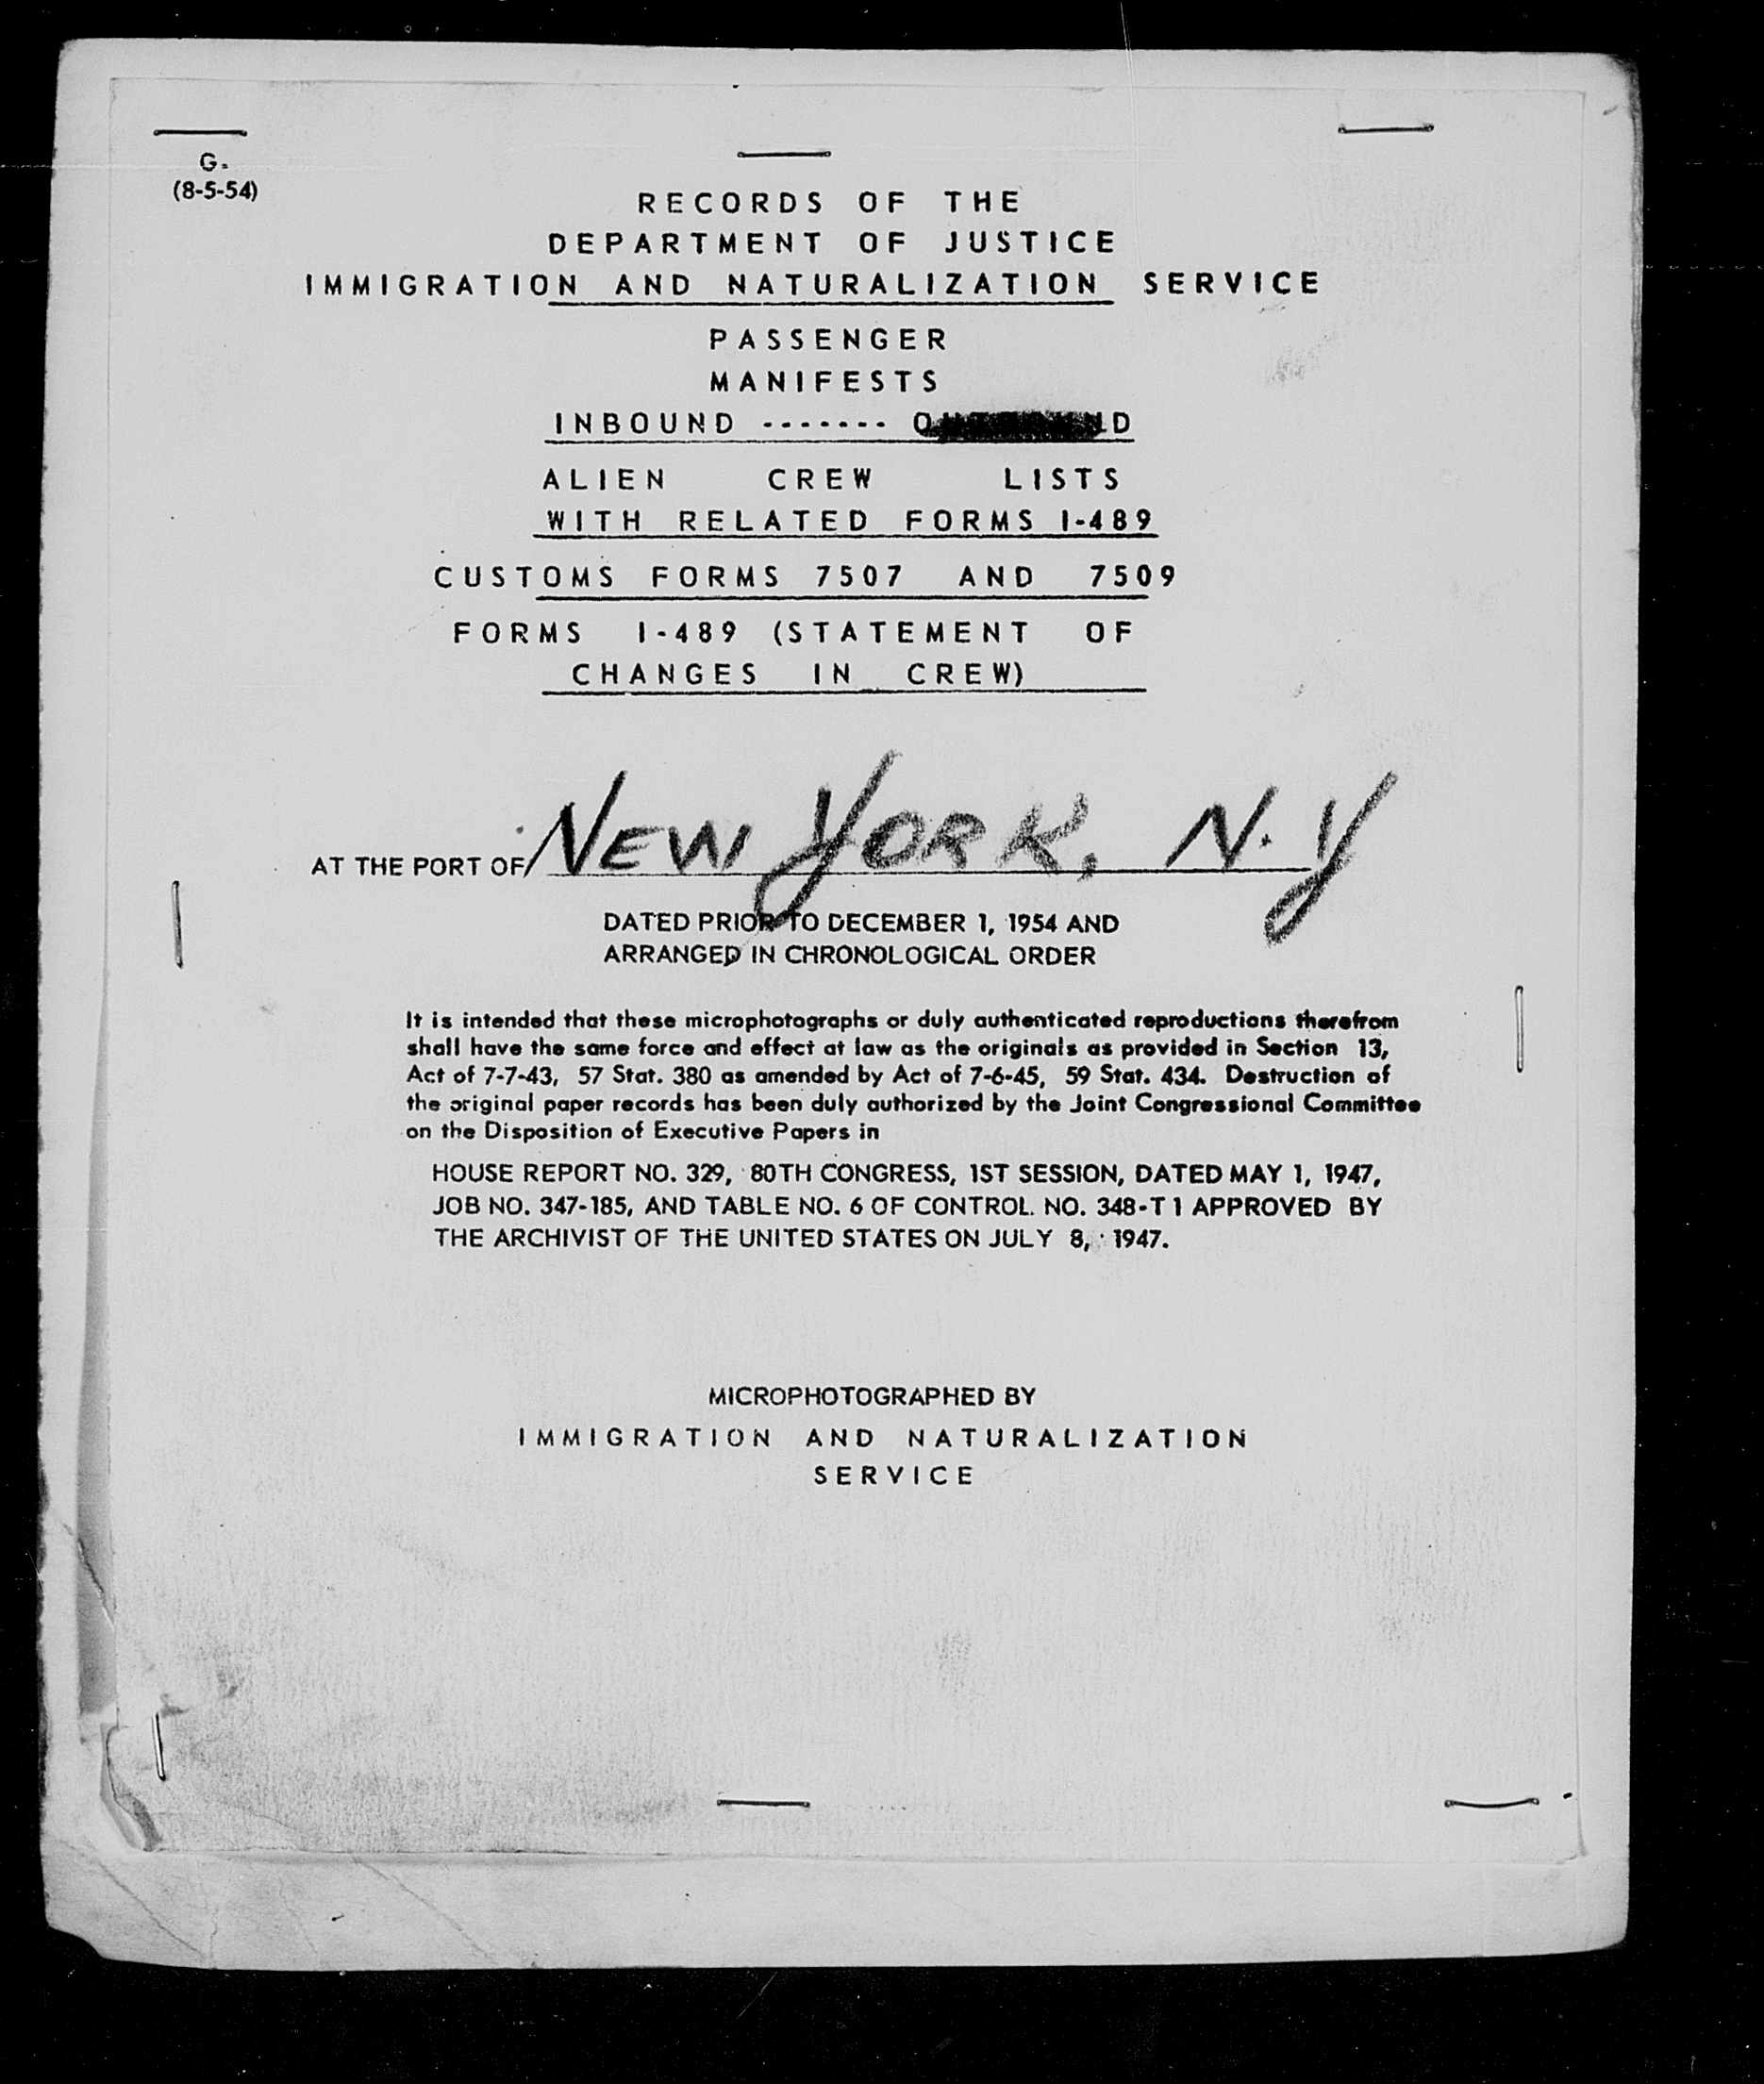 G.
(8-5-54)
RECORDS OF THE
DEPARTMENT OF JUSTICE
IMMIGRATION AND NATURALIZATION SERVICE
PASSENGER
MANIFESTS
INBOUND -------
ALIEN CREW LISTS
WITH RELATED FORMS I-489
CUSTOMS FORMS 7507 AND 7509
FORMS I-489 (STATEMENT OF
CHANGES IN CREW)
AT THE PORT OF NEW YORK, N.Y
DATED PRIOR TO DECEMBER 1, 1954 AND
ARRANGED IN CHRONOLOGICAL ORDER
It is intended that these microphotographs or duly authenticated reproductions therefrom
shall have the same force and effect at law as the originals as provided in Section 13,
Act of 7-7-43, 57 Stat. 380 as amended by Act of 7-6-45, 59 Stat. 434. Destruction of
the original paper records has been duly authorized by the Joint Congressional Committee
on the Disposition of Executive Papers in
HOUSE REPORT NO. 329, 80TH CONGRESS, 1ST SESSION, DATED MAY 1, 1947,
JOB NO. 347-185, AND TABLE NO. 6 OF CONTROL NO. 348-T1 APPROVED BY
THE ARCHIVIST OF THE UNITED STATES ON JULY 8, 1947.
MICROPHOTOGRAPHED BY
IMMIGRATION AND NATURALIZATION
SERVICE